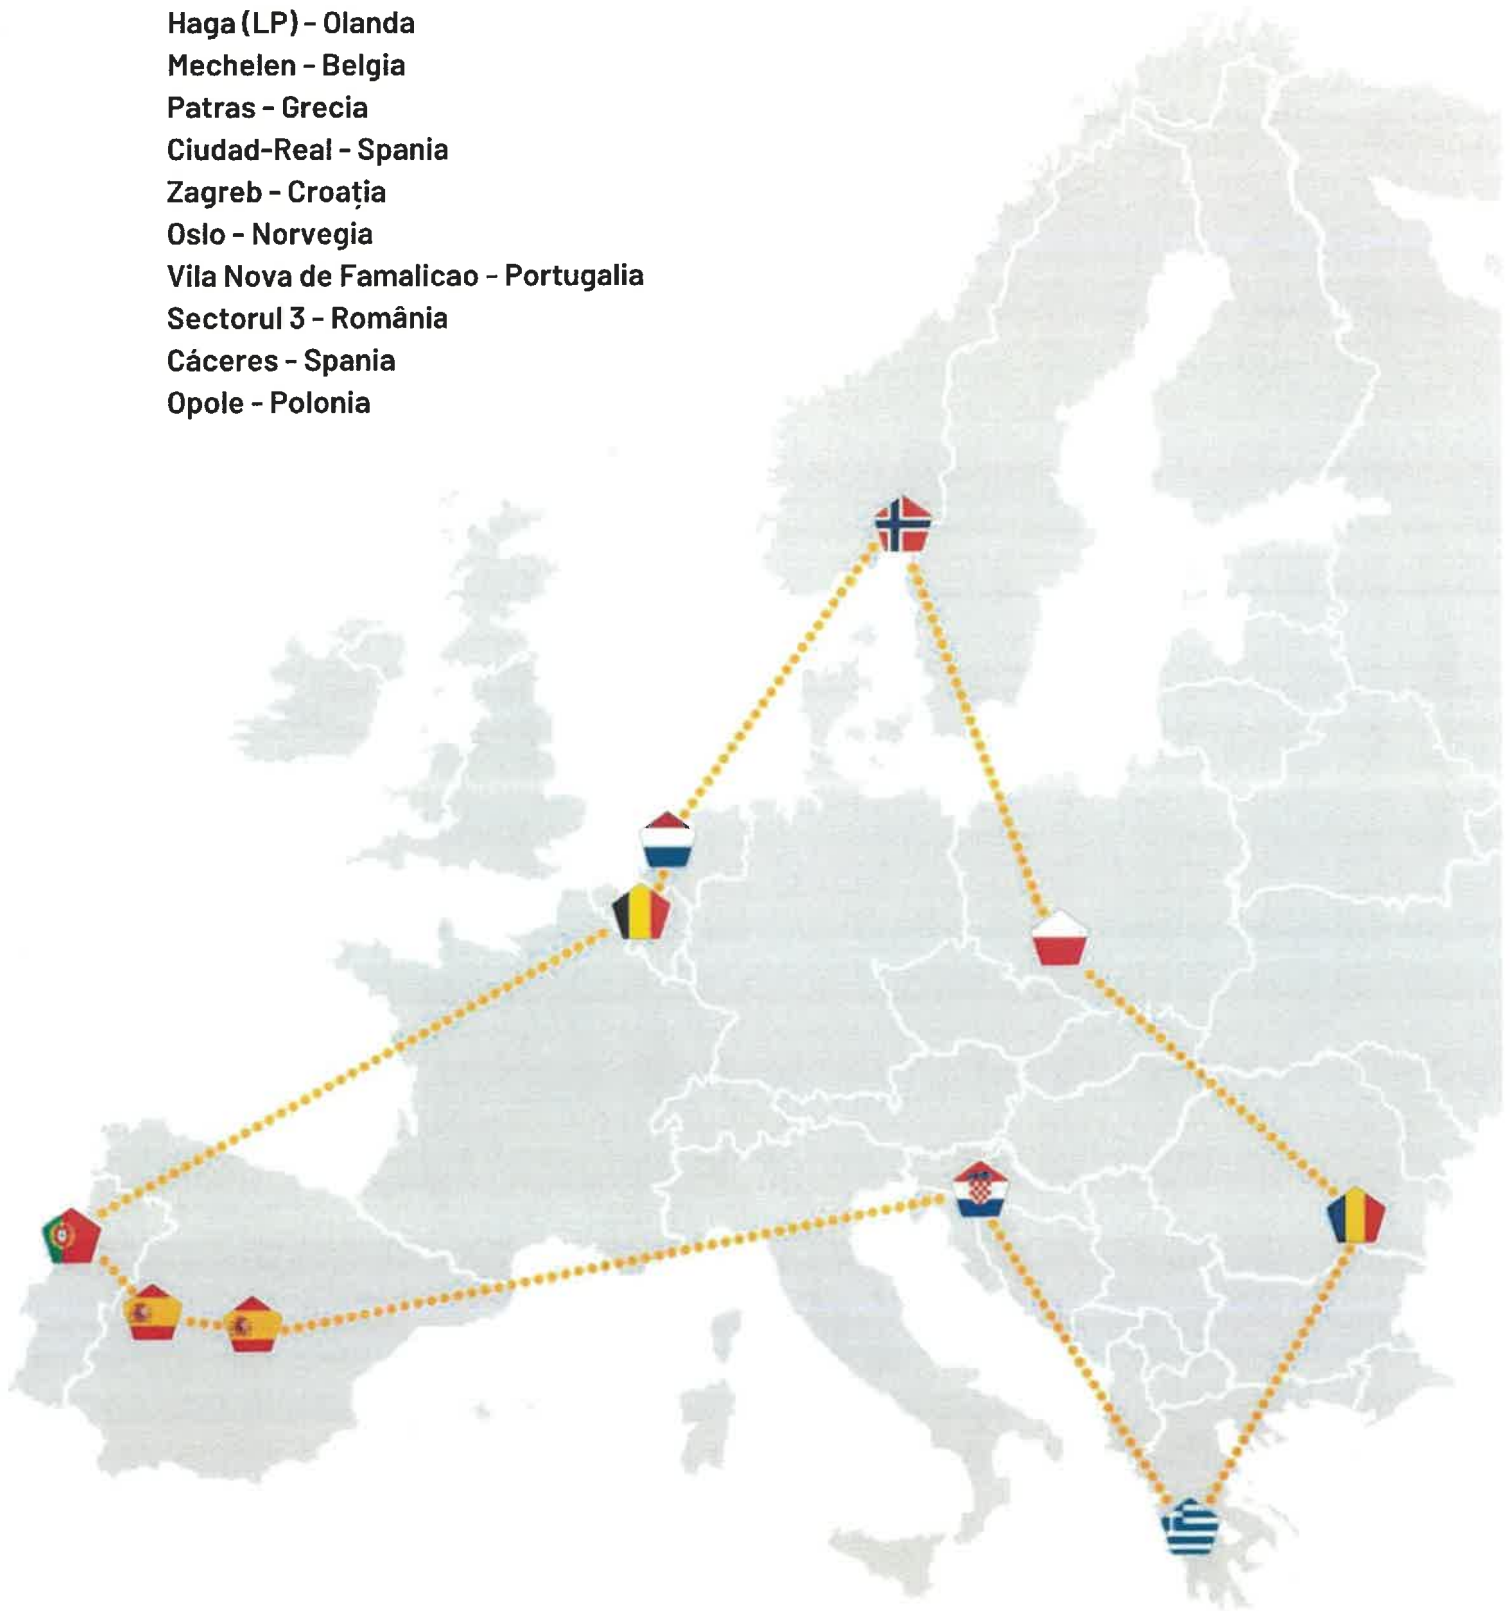 Haga (LP) – Olanda
Mechelen – Belgia
Patras – Grecia
Ciudad-Real – Spania
Zagreb – Croația
Oslo – Norvegia
Vila Nova de Famalicao – Portugalia
Sectorul 3 – România
Cáceres – Spania
Opole – Polonia